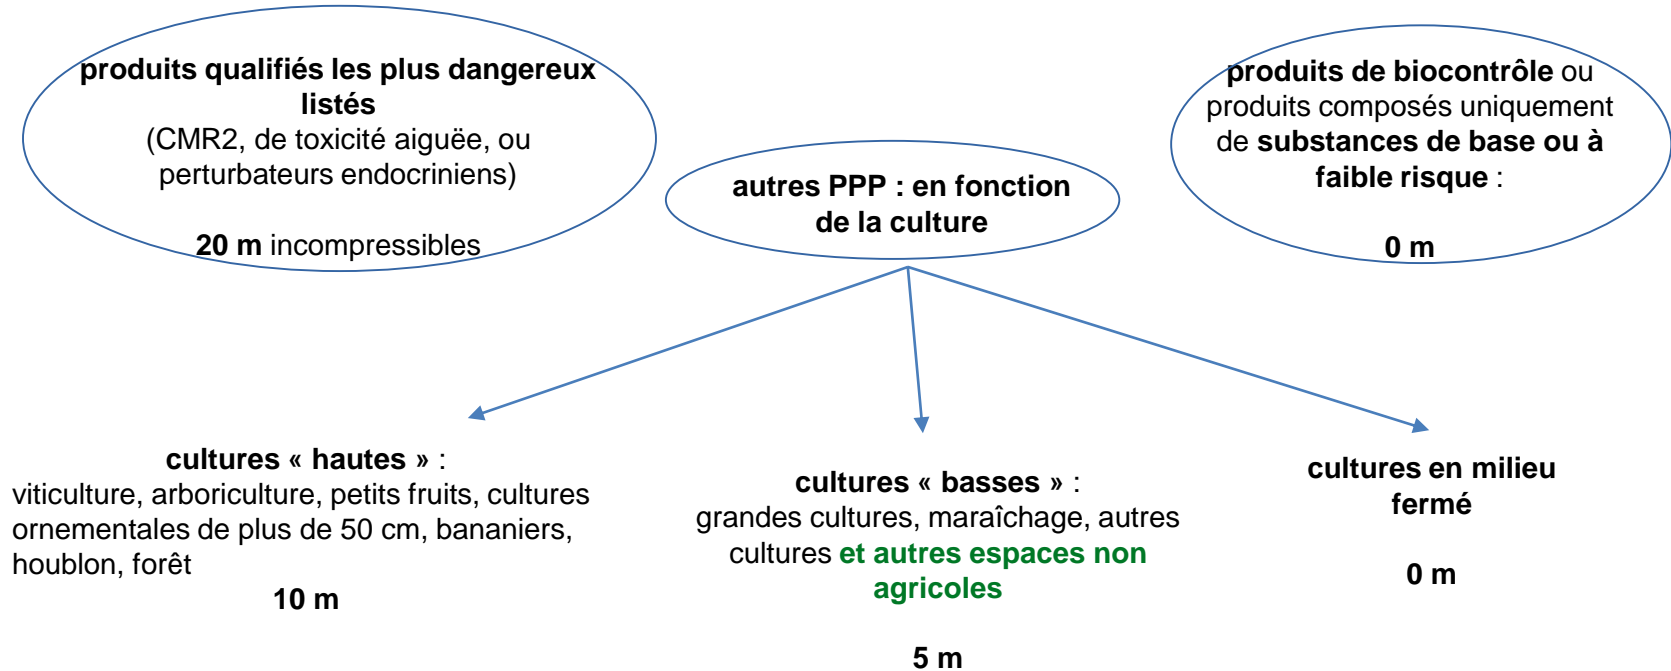 produits qualifiés les plus dangereux
listés
(CMR2, de toxicité aiguëe, ou
perturbateurs endocriniens)
20 m incompressibles
autres PPP : en fonction
de la culture
produits de biocontrôle ou
produits composés uniquement
de substances de base ou à
faible risque :
0 m
cultures « hautes » :
viticulture, arboriculture, petits fruits, cultures
ornementales de plus de 50 cm, bananiers,
houblon, forêt
10 m
cultures « basses » :
grandes cultures, maraîchage, autres
cultures et autres espaces non
agricoles
5 m
cultures en milieu
fermé
0 m